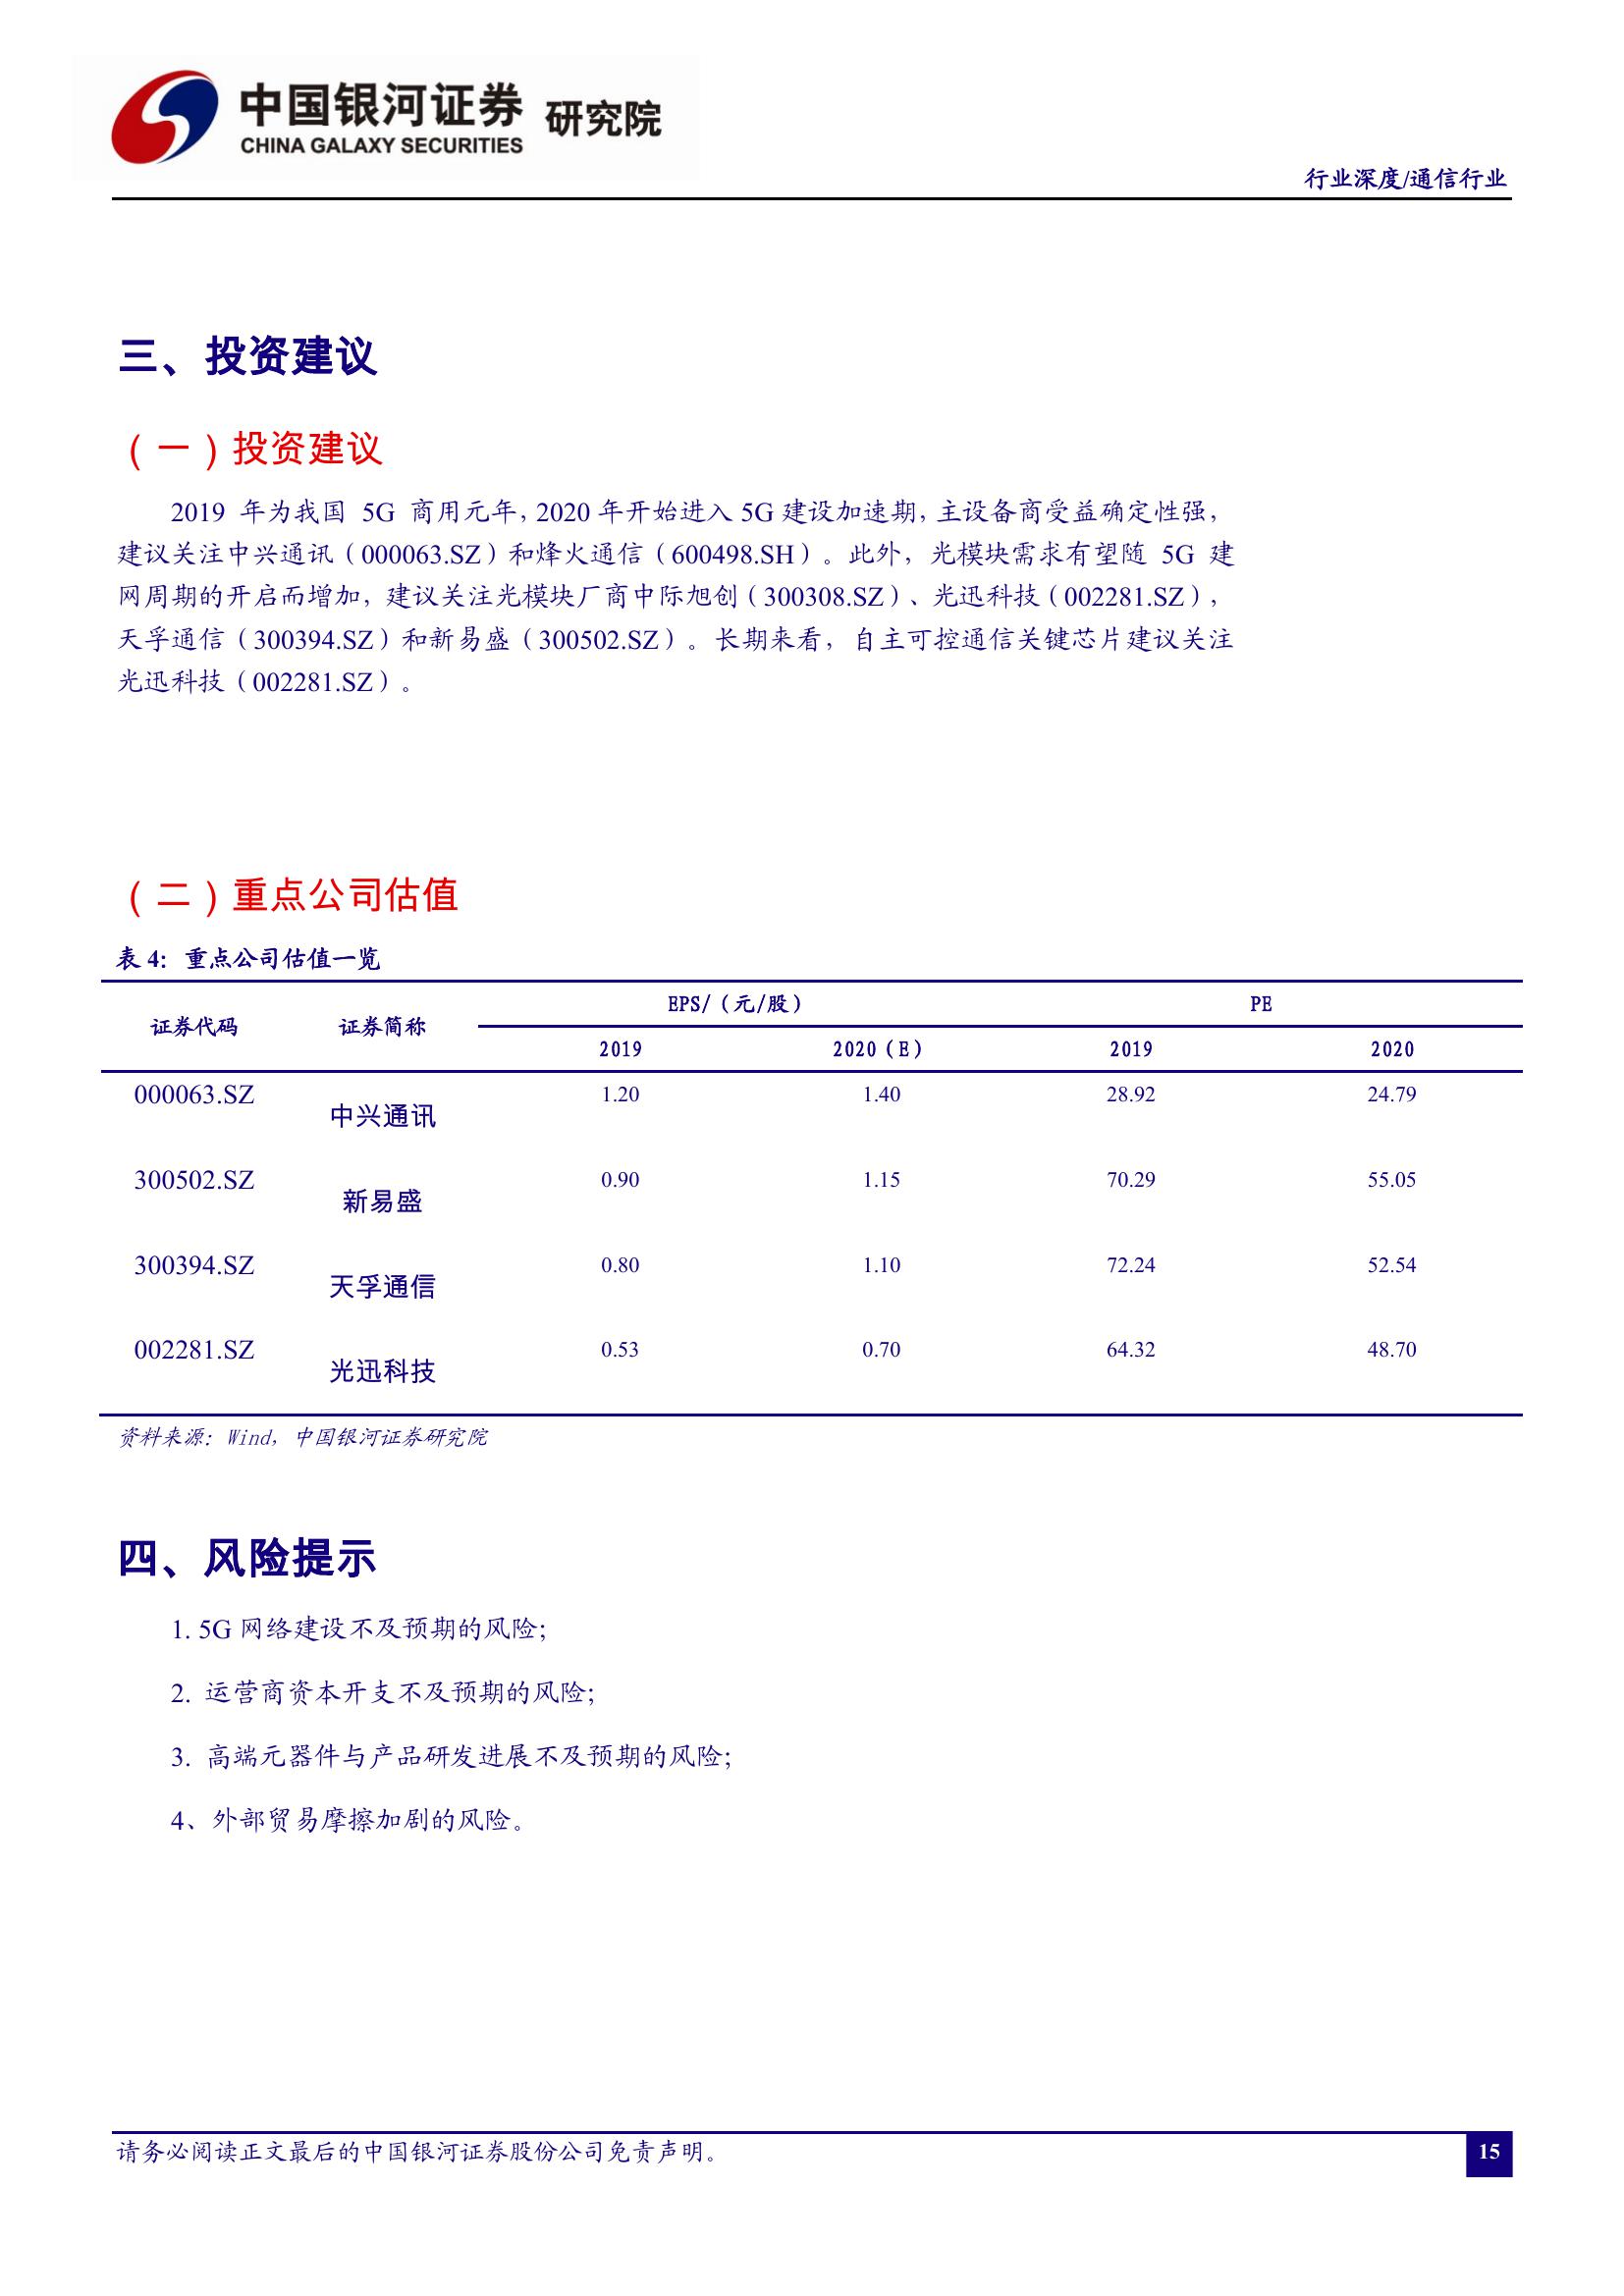 中国银河证券 研究院
CHINA GALAXY SECURITIES
行业深度/通信行业
三、投资建议
（一）投资建议
2019 年为我国 5G 商用元年，2020 年开始进入 5G 建设加速期，主设备商受益确定性强，
建议关注中兴通讯（000063.SZ）和烽火通信（600498.SH）。此外，光模块需求有望随 5G 建
网周期的开启而增加，建议关注光模块厂商中际旭创（300308.SZ）、光迅科技（002281.SZ），
天孚通信（300394.SZ）和新易盛（300502.SZ）。长期来看，自主可控通信关键芯片建议关注
光迅科技（002281.SZ）。
（二）重点公司估值
表 4：重点公司估值一览
证券代码 证券简称 EPS/（元/股） PE
2019 2020（E） 2019 2020
000063.SZ 中兴通讯 1.20 1.40 28.92 24.79
300502.SZ 新易盛 0.90 1.15 70.29 55.05
300394.SZ 天孚通信 0.80 1.10 72.24 52.54
002281.SZ 光迅科技 0.53 0.70 64.32 48.70
资料来源：Wind，中国银河证券研究院
四、风险提示
1. 5G 网络建设不及预期的风险；
2. 运营商资本开支不及预期的风险；
3. 高端元器件与产品研发进展不及预期的风险；
4、外部贸易摩擦加剧的风险。
请务必阅读正文最后的中国银河证券股份公司免责声明。
15